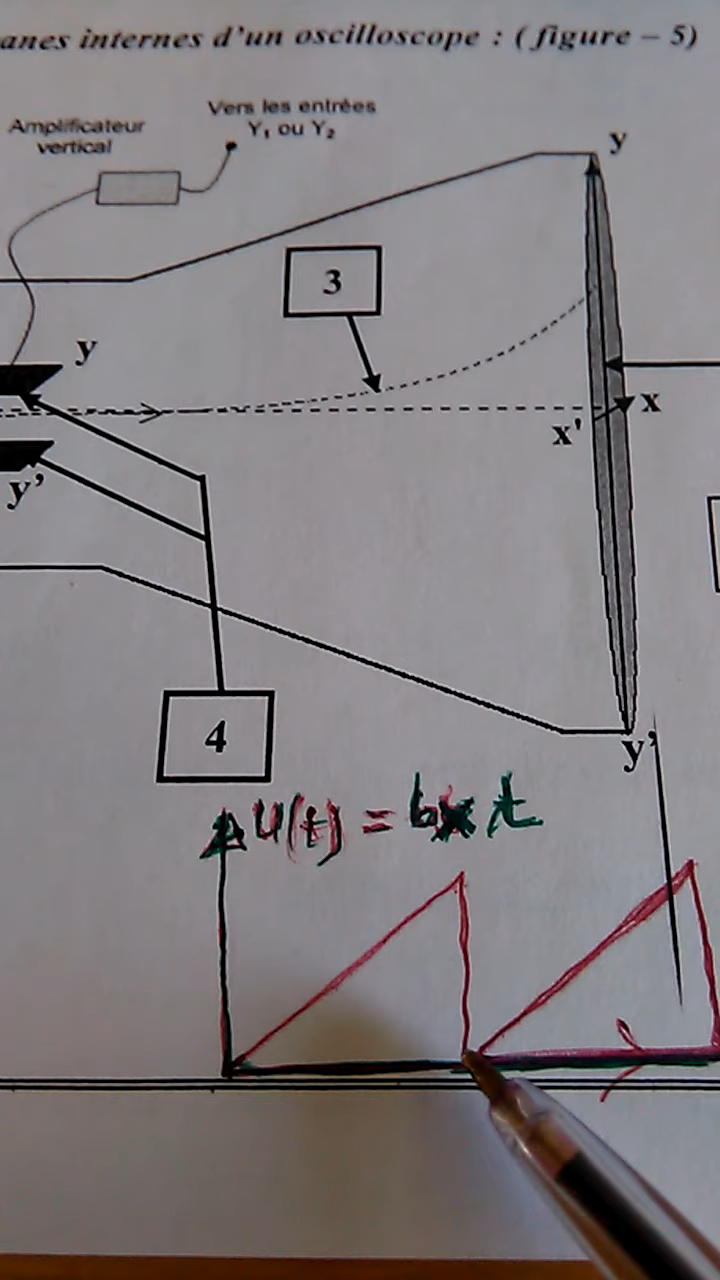 anes internes d'un oscilloscope : ( figure – 5)
Vers les entrées
Y₁ ou Y₂
Amplificateur
vertical
y
3
y
x
x'
y'
4
y'
U(t) = b x t